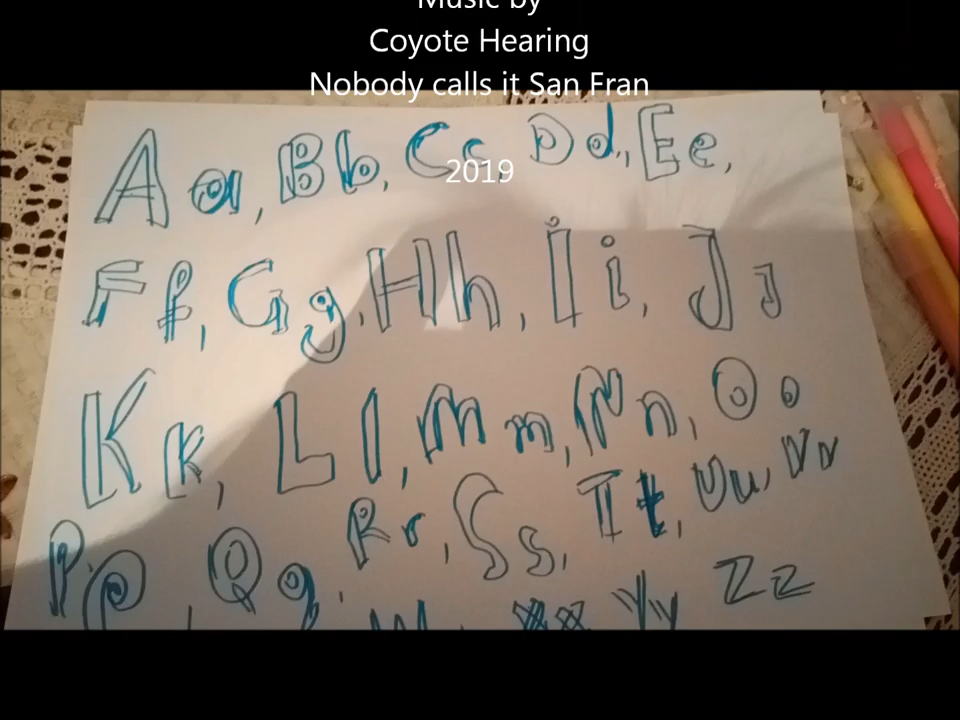 Music by
Coyote Hearing
Nobody calls it San Fran
2019
Aa, Bb, Cc, Dd, Ee,
Ff, Gg, Hh, Ii, Jj
Kk, Ll, Mm, Nn, Oo
Pp, Qq, Rr, Ss, Tt, Uu, Vv
Xx Yy Zz